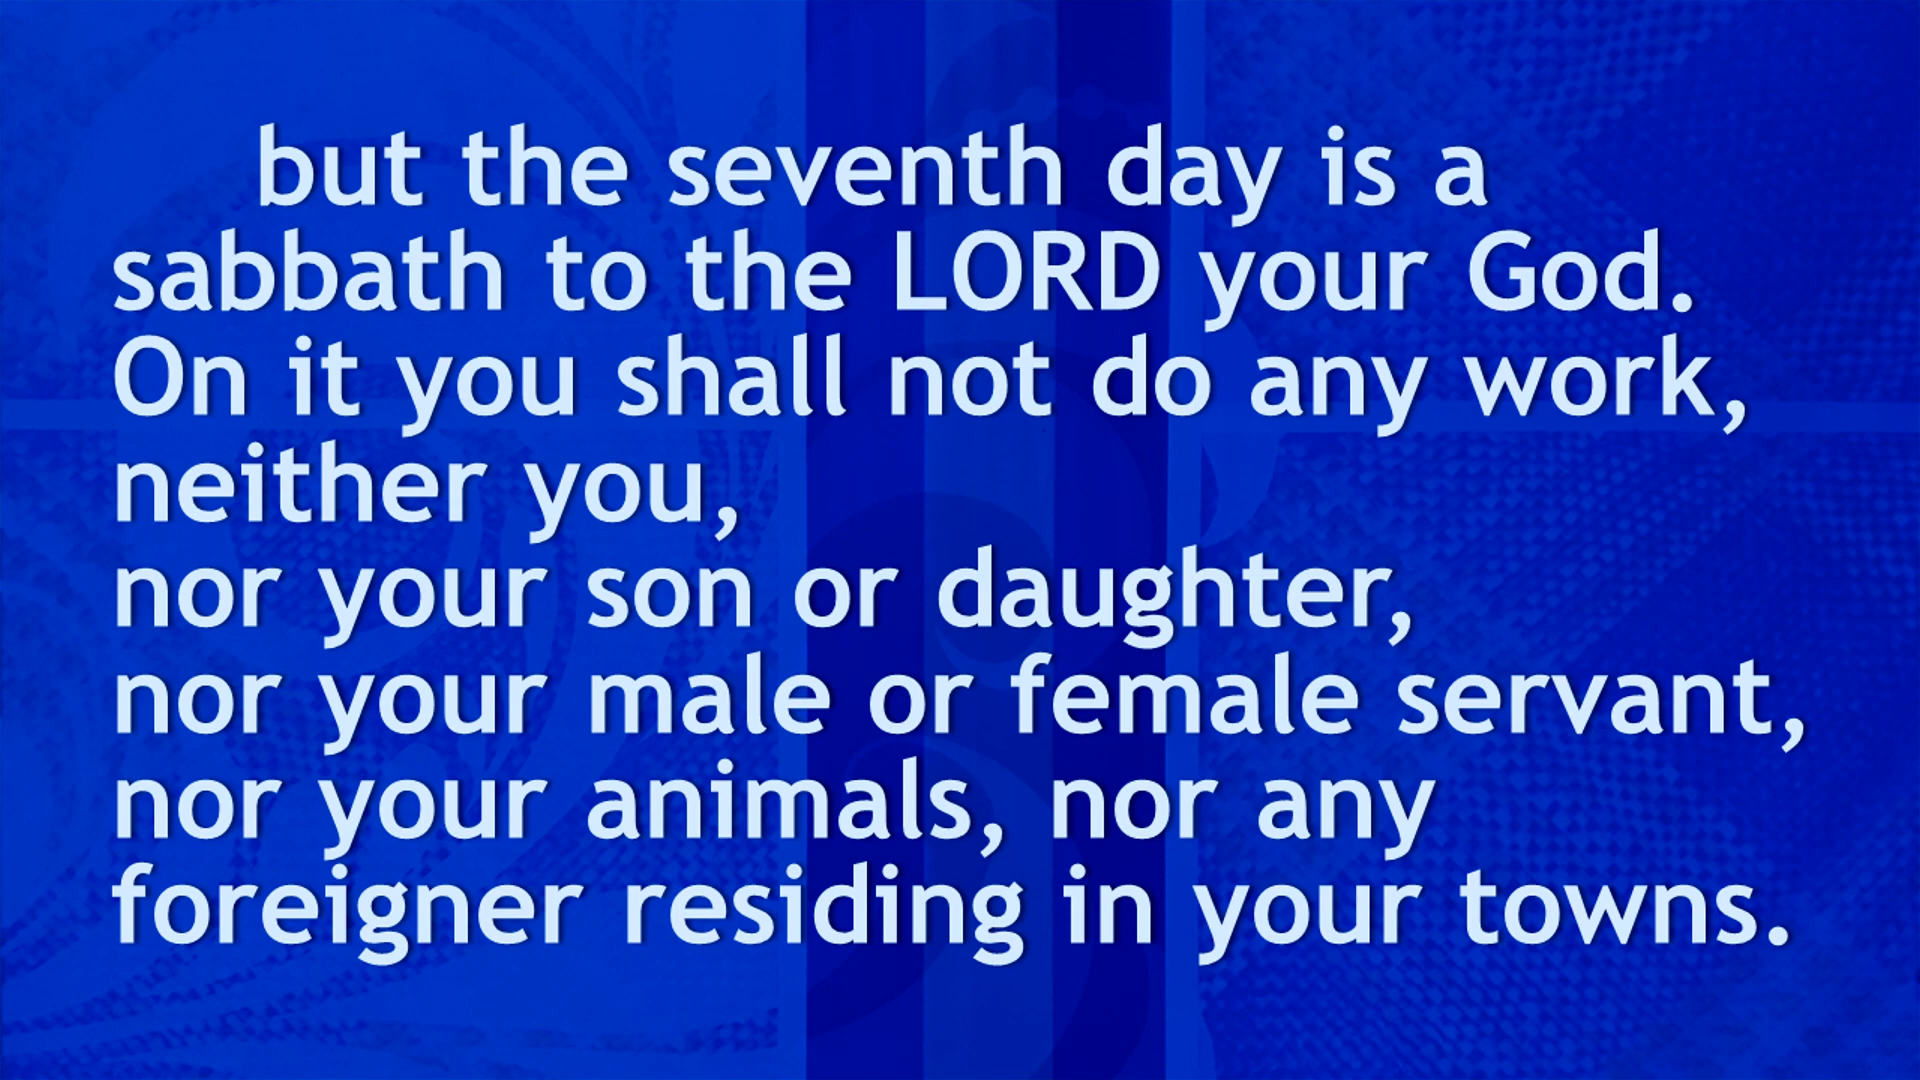 but the seventh day is a
sabbath to the LORD your God.
On it you shall not do any work,
neither you,
nor your son or daughter,
nor your male or female servant,
nor your animals, nor any
foreigner residing in your towns.